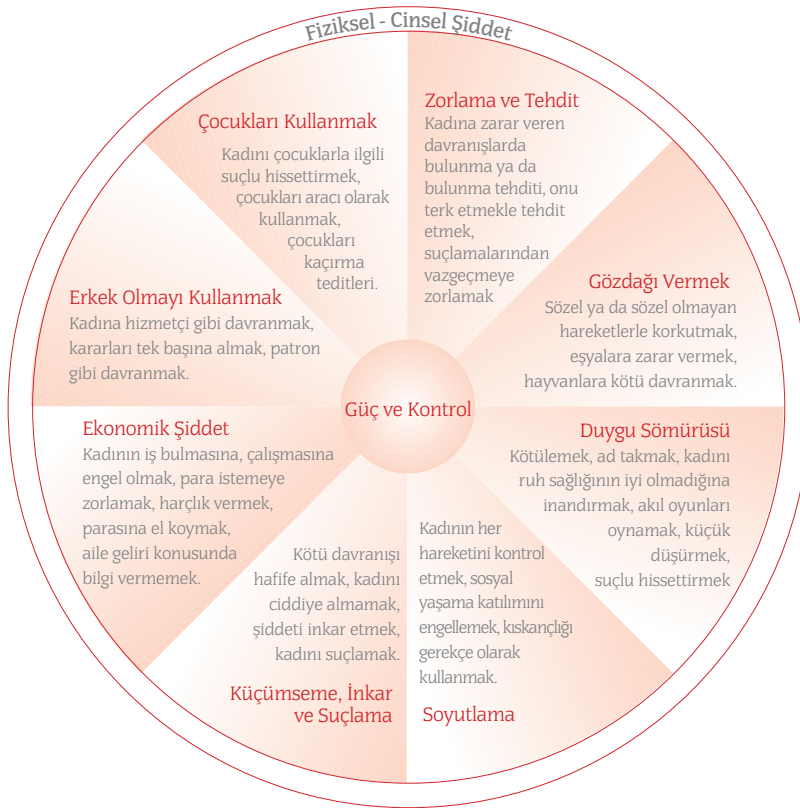 Fiziksel - Cinsel Şiddet
Zorlama ve Tehdit
Kadına zarar veren
davranışlarda
bulunma ya da
bulunma tehditi, onu
terk etmekle tehdit
etmek,
suçlamalarından
vazgeçmeye
zorlamak
Gözdağı Vermek
Sözel ya da sözel olmayan
hareketlerle korkutmak,
eşyalara zarar vermek,
hayvanlara kötü davranmak.
Duygu Sömürüsü
Kötülemek, ad takmak, kadını
ruh sağlığının iyi olmadığına
inandırmak, akıl oyunları
oynamak, küçük
düşürmek,
suçlu hissettirmek
Kadının her
hareketini kontrol
etmek, sosyal
yaşama katılımını
engellemek, kıskançlığı
gerekçe olarak
kullanmak.
Soyutlama
Kötü davranışı
hafife almak, kadını
ciddiye almamak,
şiddeti inkar etmek,
kadını suçlamak.
Küçümseme, İnkar
ve Suçlama
Ekonomik Şiddet
Kadının iş bulmasına, çalışmasına
engel olmak, para istemeye
zorlamak, harçlık vermek,
parasına el koymak,
aile geliri konusunda
bilgi vermemek.
Erkek Olmayı Kullanmak
Kadına hizmetçi gibi davranmak,
kararları tek başına almak, patron
gibi davranmak.
Çocukları Kullanmak
Kadını çocuklarla ilgili
suçlu hissettirmek,
çocukları aracı olarak
kullanmak,
çocukları
kaçırma
teditleri.
Güç ve Kontrol